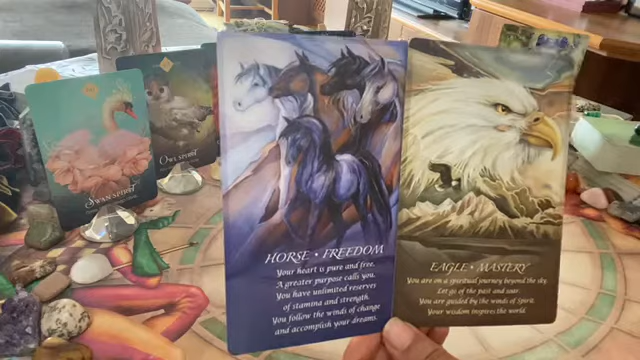 SWAN SPIRIT
OWL SPIRIT
HORSE • FREEDOM
Your heart is pure and free.
A greater purpose calls you.
You have unlimited reserves
of stamina and strength.
You follow the winds of change
and accomplish your dreams.
EAGLE • MASTERY
You are on a spiritual journey beyond the sky.
Let go of the past and soar.
You are guided by the winds of Spirit.
Your wisdom inspires the world.